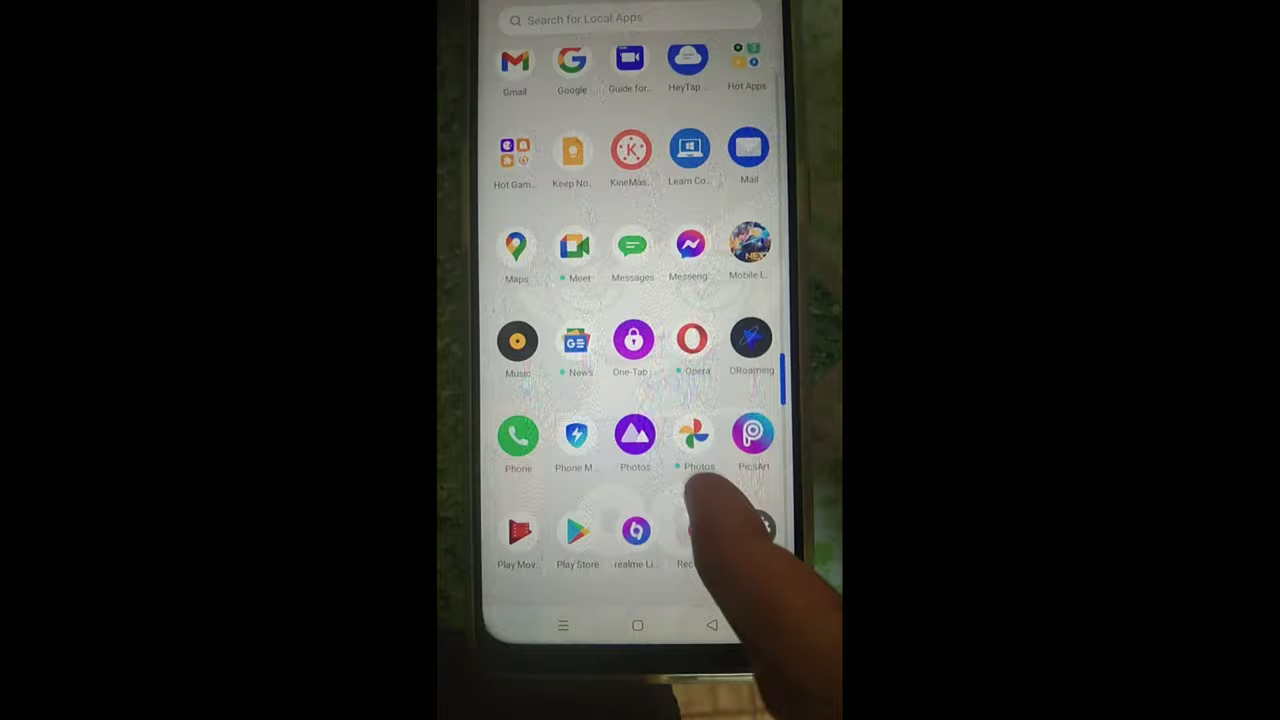 Search for Local Apps
Gmail Google Guide for.. HeyTap .. Hot Apps
Hot Gam.. Keep No.. KineMas.. Learn Co.. Mail
Maps Meet Messages Messeng.. Mobile L..
Music News One-Tap .. Opera ORoaming
Phone Phone M.. Photos Photos PicsArt
Play Mov.. Play Store realme Li.. Rec